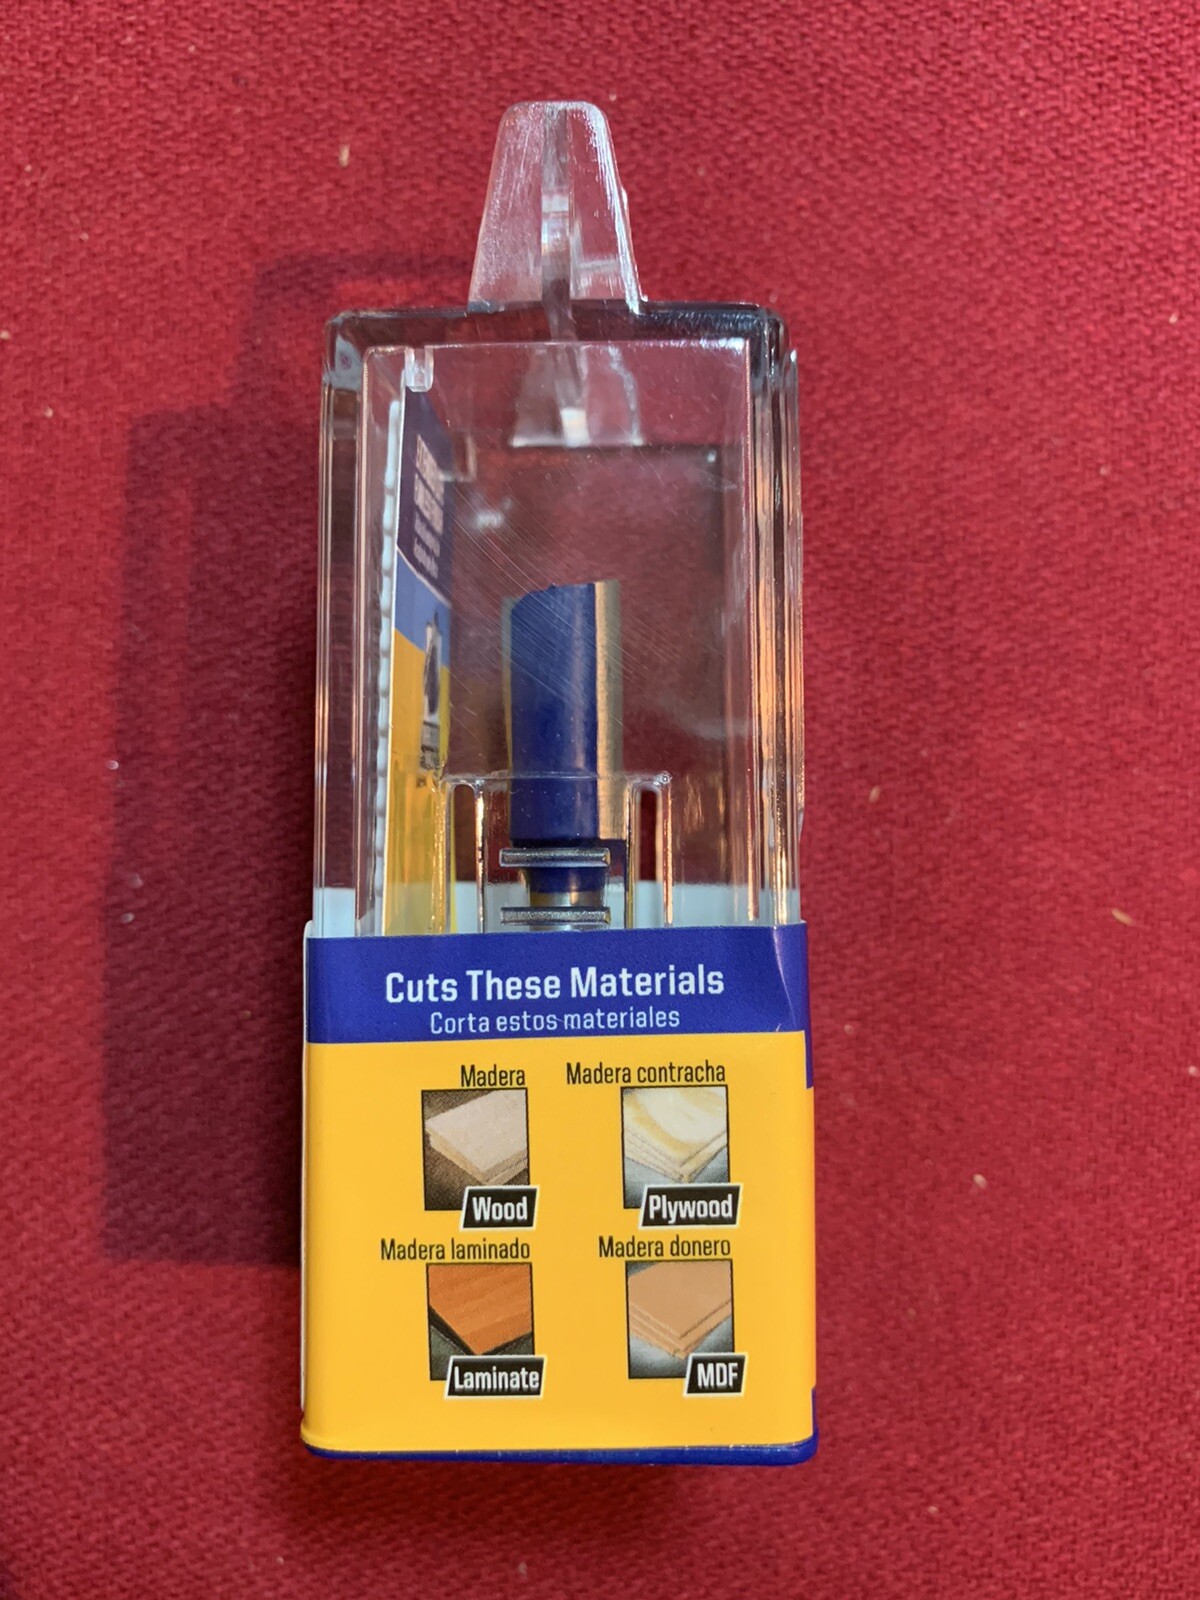 Cuts These Materials
Corta estos materiales
Madera
Madera contracha
Wood
Plywood
Madera laminado
Madera donero
Laminate
MDF